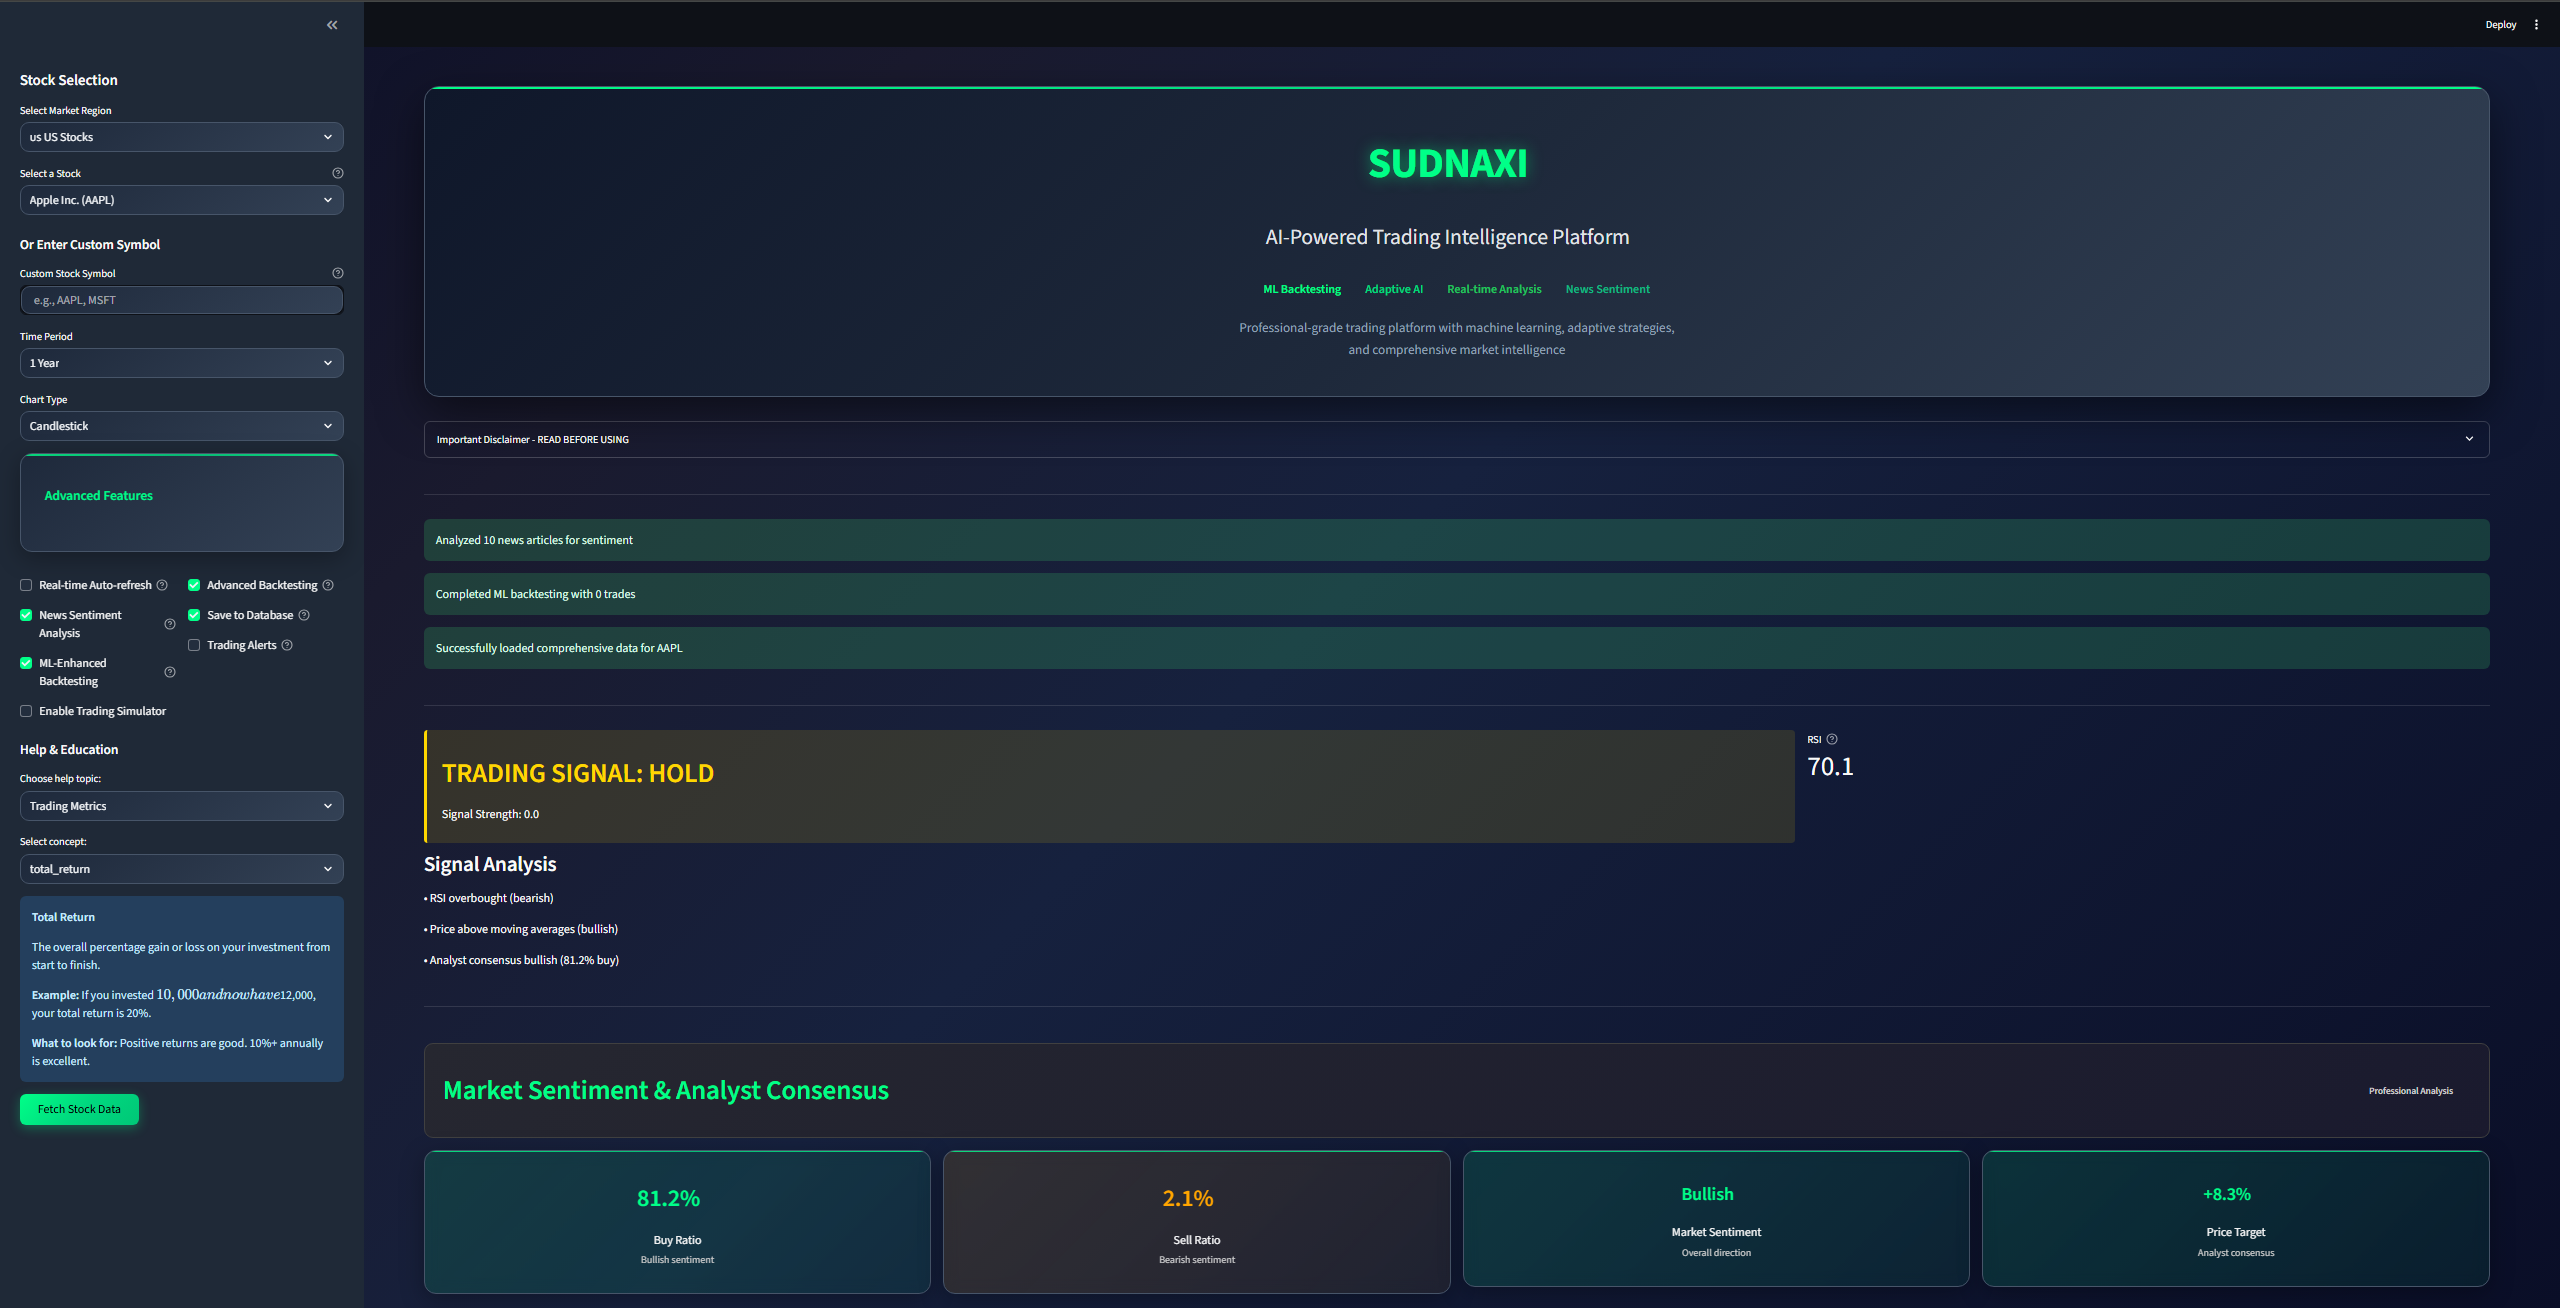 Deploy
Stock Selection
Select Market Region
us US Stocks
Select a Stock
Apple Inc. (AAPL)
Or Enter Custom Symbol
Custom Stock Symbol
e.g., AAPL, MSFT
Time Period
1 Year
Chart Type
Candlestick
Advanced Features
Real-time Auto-refresh
News Sentiment
Analysis
ML-Enhanced
Backtesting
Enable Trading Simulator
Advanced Backtesting
Save to Database
Trading Alerts
Help & Education
Choose help topic:
Trading Metrics
Select concept:
total_return
Total Return
The overall percentage gain or loss on your investment from
start to finish.
Example: If you invested 10,000andnowhave12,000,
your total return is 20%.
What to look for: Positive returns are good. 10%+ annually
is excellent.
Fetch Stock Data
SUDNAXI
AI-Powered Trading Intelligence Platform
ML Backtesting Adaptive AI Real-time Analysis News Sentiment
Professional-grade trading platform with machine learning, adaptive strategies,
and comprehensive market intelligence
Important Disclaimer - READ BEFORE USING
Analyzed 10 news articles for sentiment
Completed ML backtesting with 0 trades
Successfully loaded comprehensive data for AAPL
TRADING SIGNAL: HOLD
Signal Strength: 0.0
RSI
70.1
Signal Analysis
• RSI overbought (bearish)
• Price above moving averages (bullish)
• Analyst consensus bullish (81.2% buy)
Market Sentiment & Analyst Consensus
Professional Analysis
81.2%
Buy Ratio
Bullish sentiment
2.1%
Sell Ratio
Bearish sentiment
Bullish
Market Sentiment
Overall direction
+8.3%
Price Target
Analyst consensus